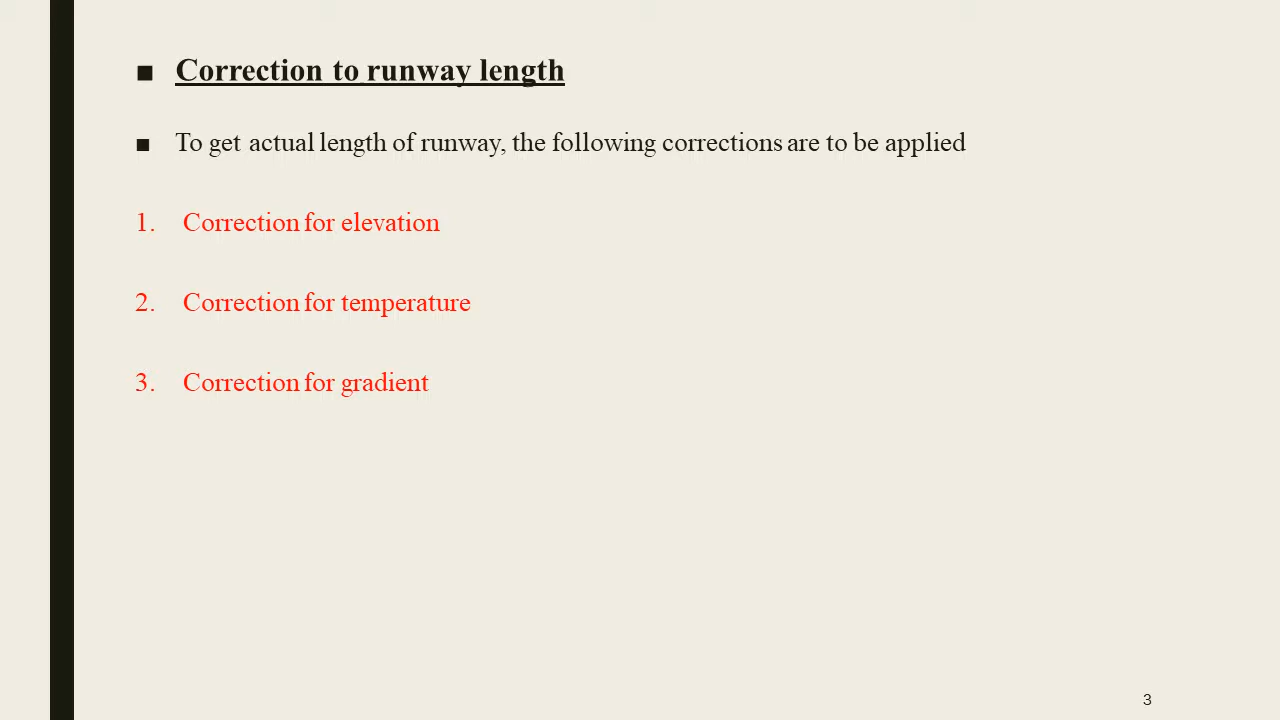 ■ Correction to runway length
■ To get actual length of runway, the following corrections are to be applied
1. Correction for elevation
2. Correction for temperature
3. Correction for gradient
3